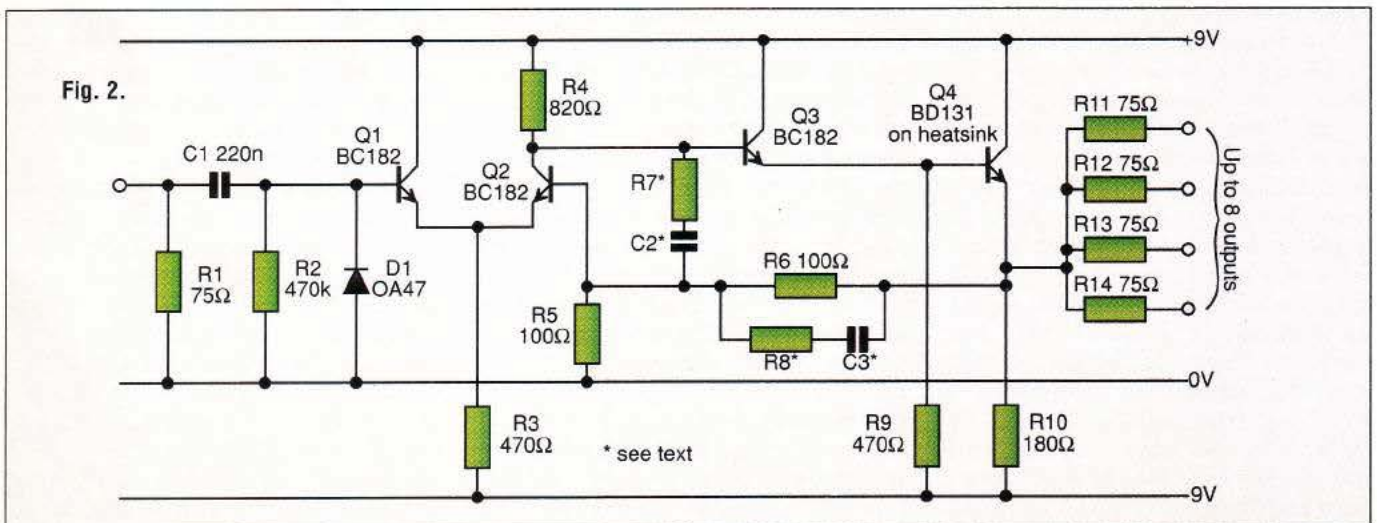 Fig. 2.
+9V
R4
820Ω
Q1
BC182
Q2
BC182
Q3
BC182
Q4
BD131
on heatsink
R11 75Ω
R12 75Ω
R13 75Ω
R14 75Ω
Up to 8 outputs
C1 220n
R7*
C2*
R6 100Ω
R1
75Ω
R2
470k
D1
OA47
R5
100Ω
R8*
C3*
0V
R3
470Ω
* see text
R9
470Ω
R10
180Ω
-9V